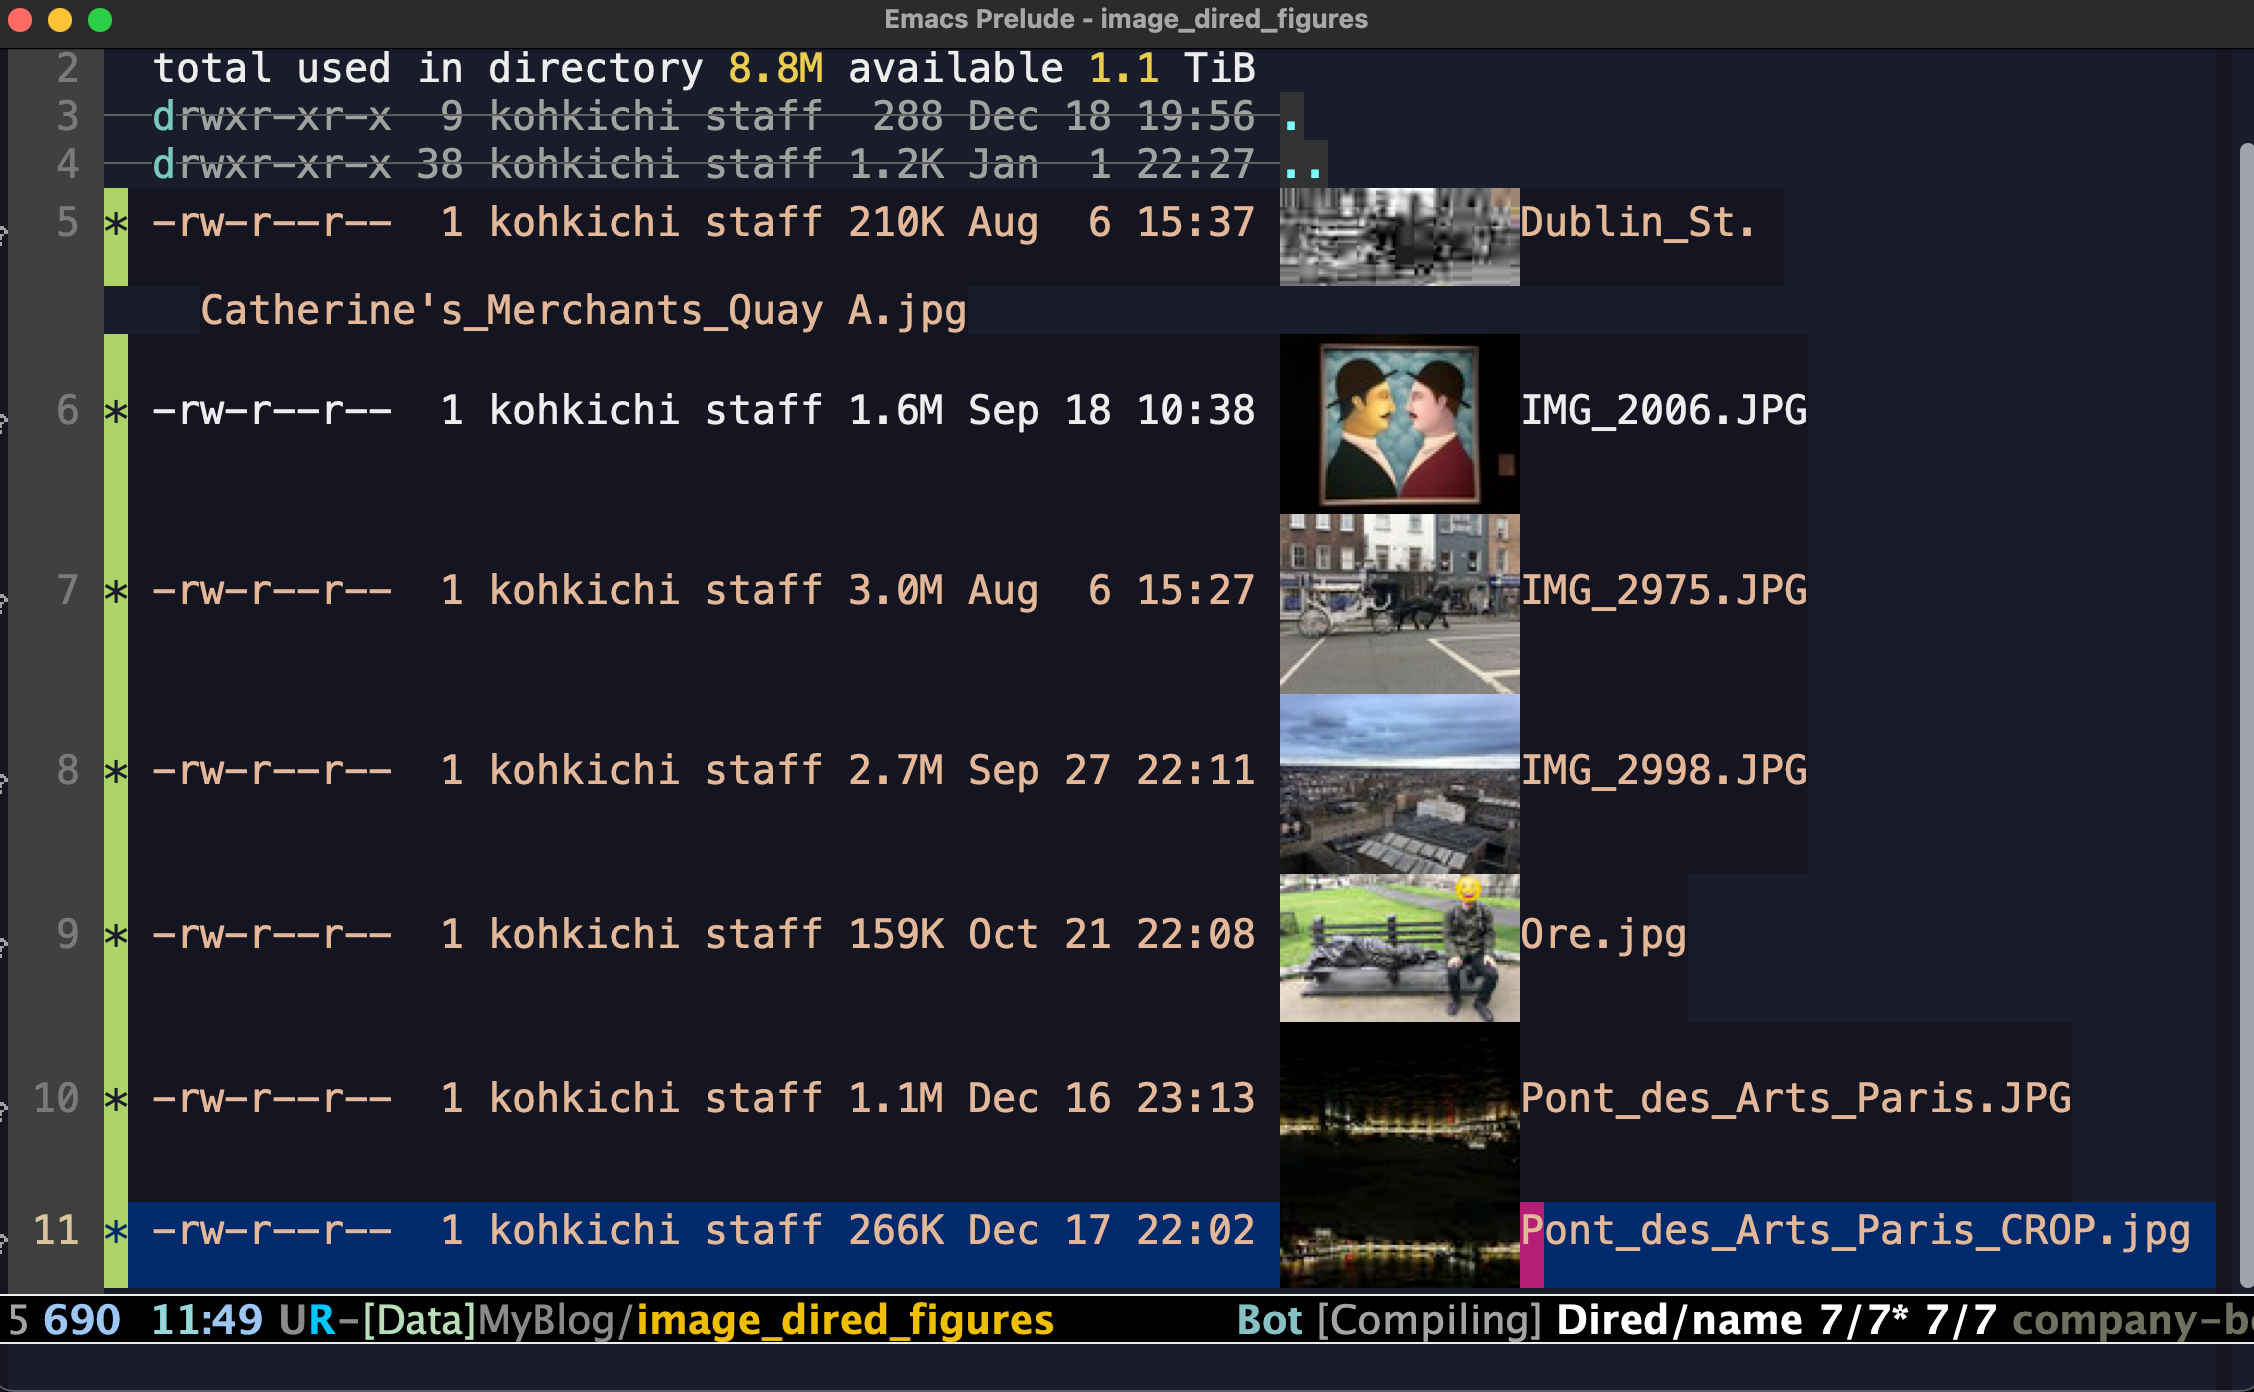 Emacs Prelude - image_dired_figures
2 total used in directory 8.8M available 1.1 TiB
3 drwxr-xr-x 9 kohkichi staff 288 Dec 18 19:56 .
4 drwxr-xr-x 38 kohkichi staff 1.2K Jan 1 22:27 ..
5 * -rw-r--r-- 1 kohkichi staff 210K Aug 6 15:37 Dublin_St.
Catherine's_Merchants_Quay A.jpg
6 * -rw-r--r-- 1 kohkichi staff 1.6M Sep 18 10:38 IMG_2006.JPG
7 * -rw-r--r-- 1 kohkichi staff 3.0M Aug 6 15:27 IMG_2975.JPG
8 * -rw-r--r-- 1 kohkichi staff 2.7M Sep 27 22:11 IMG_2998.JPG
9 * -rw-r--r-- 1 kohkichi staff 159K Oct 21 22:08 Ore.jpg
10 * -rw-r--r-- 1 kohkichi staff 1.1M Dec 16 23:13 Pont_des_Arts_Paris.JPG
11 * -rw-r--r-- 1 kohkichi staff 266K Dec 17 22:02 Pont_des_Arts_Paris_CROP.jpg
5 690 11:49 UR-[Data]MyBlog/image_dired_figures Bot [Compiling] Dired/name 7/7* 7/7